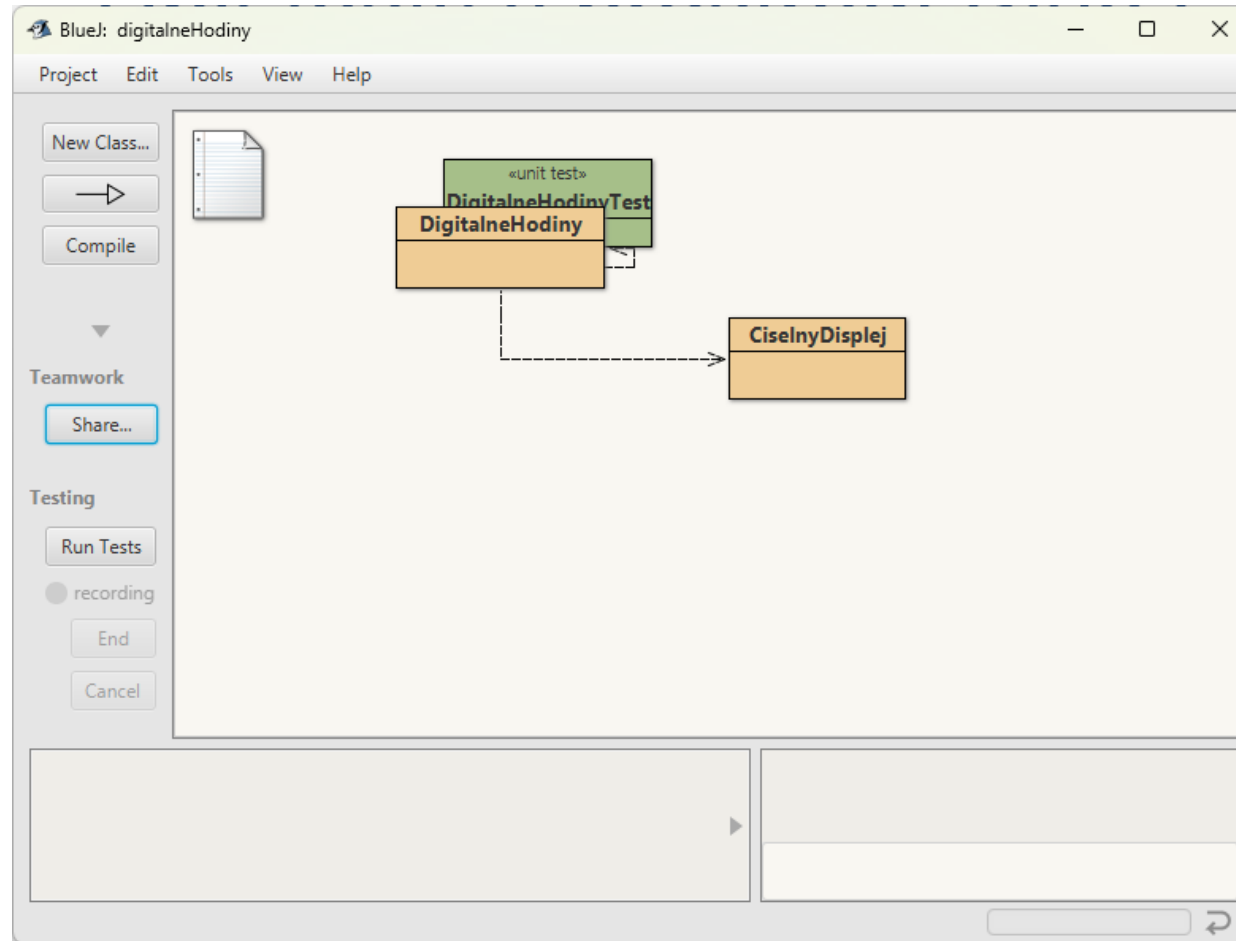 BlueJ: digitalneHodiny
Project Edit Tools View Help
New Class...
Compile
Teamwork
Share...
Testing
Run Tests
recording
End
Cancel
«unit test»
DigitalneHodinyTest
DigitalneHodiny
CiselnyDisplej